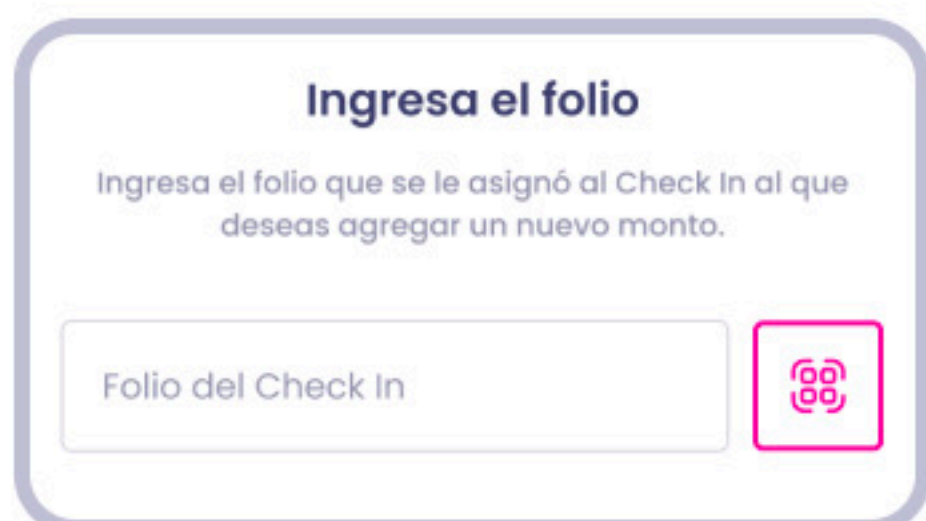 Ingresa el folio
Ingresa el folio que se le asignó al Check In al que
deseas agregar un nuevo monto.
Folio del Check In